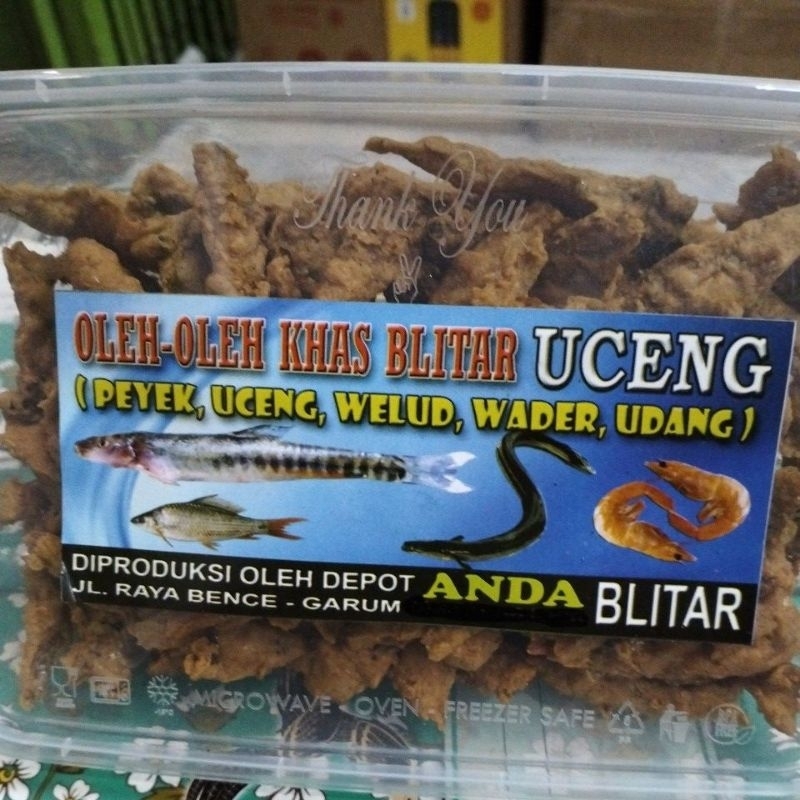 Thank You
OLEH-OLEH KHAS BLITAR UCENG
( PEYEK, UCENG, WELUD, WADER, UDANG )
DIPRODUKSI OLEH DEPOT ANDA BLITAR
JL. RAYA BENCE - GARUM
MICROWAVE - OVEN - FREEZER SAFE